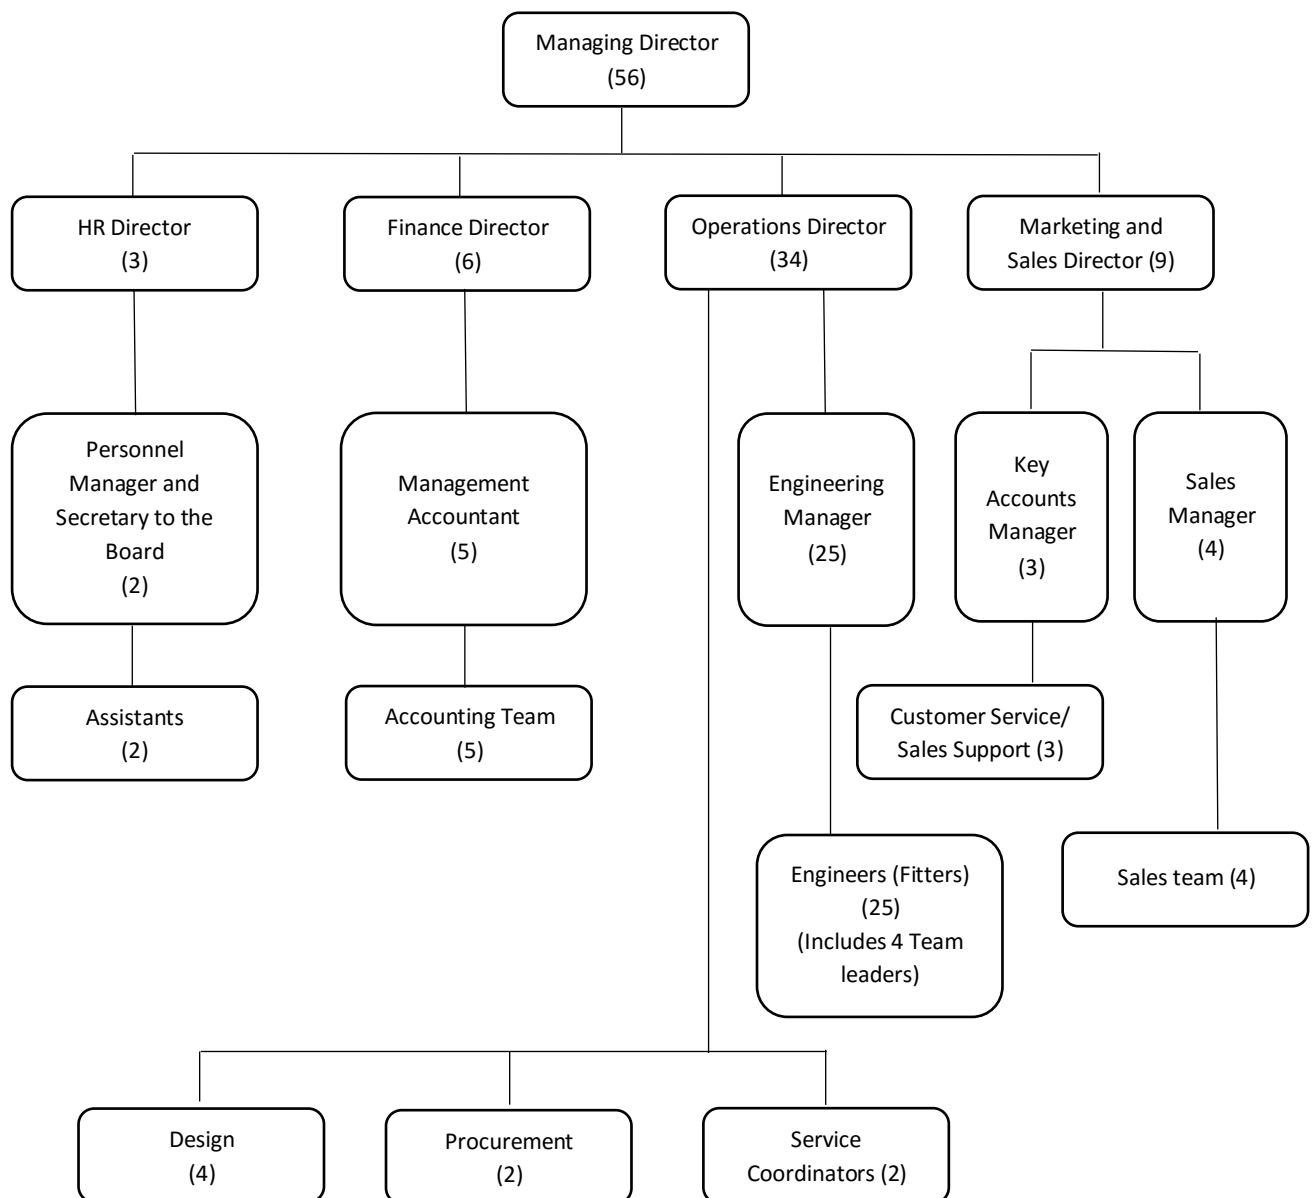 Managing Director
(56)
HR Director
(3)
Finance Director
(6)
Operations Director
(34)
Marketing and
Sales Director (9)
Personnel
Manager and
Secretary to the
Board
(2)
Management
Accountant
(5)
Engineering
Manager
(25)
Key
Accounts
Manager
(3)
Sales
Manager
(4)
Assistants
(2)
Accounting Team
(5)
Customer Service/
Sales Support (3)
Engineers (Fitters)
(25)
(Includes 4 Team
leaders)
Sales team (4)
Design
(4)
Procurement
(2)
Service
Coordinators (2)